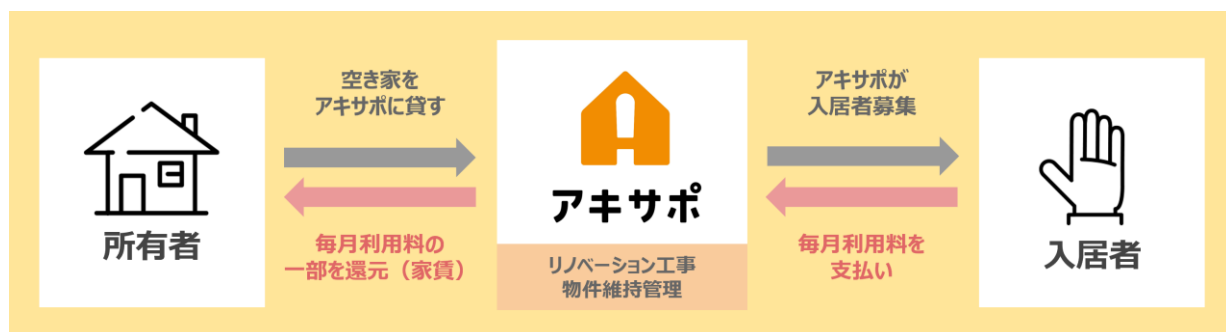 所有者
空き家を
アキサポに貸す
毎月利用料の
一部を還元（家賃）
アキサポ
リノベーション工事
物件維持管理
アキサポが
入居者募集
毎月利用料を
支払い
入居者